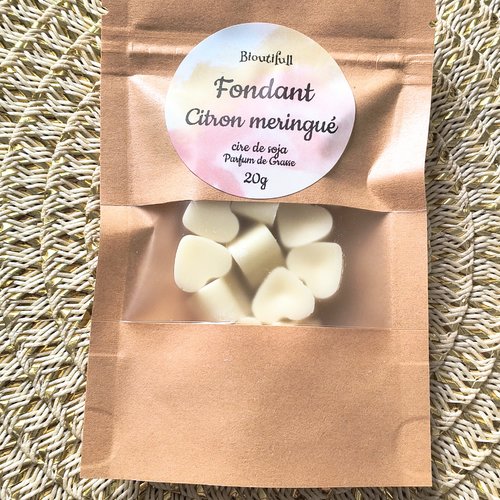 Bioutifull
Fondant
Citron meringué
cire de soja
Parfum de Grasse
20g